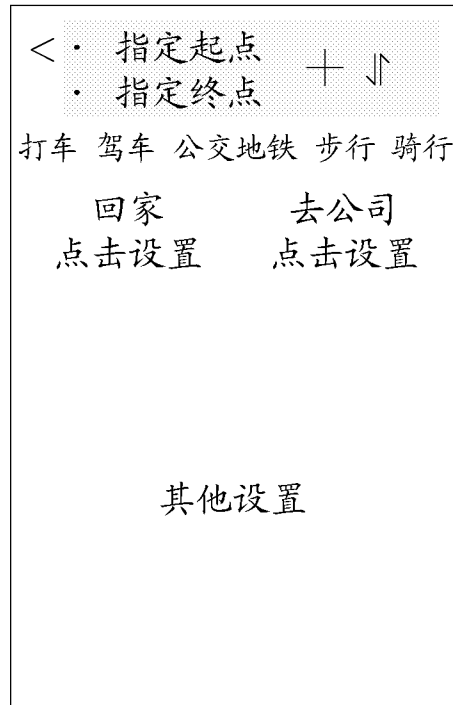 < · 指定起点
· 指定终点
+ ⇃↾
打车 驾车 公交地铁 步行 骑行
回家 去公司
点击设置 点击设置
其他设置